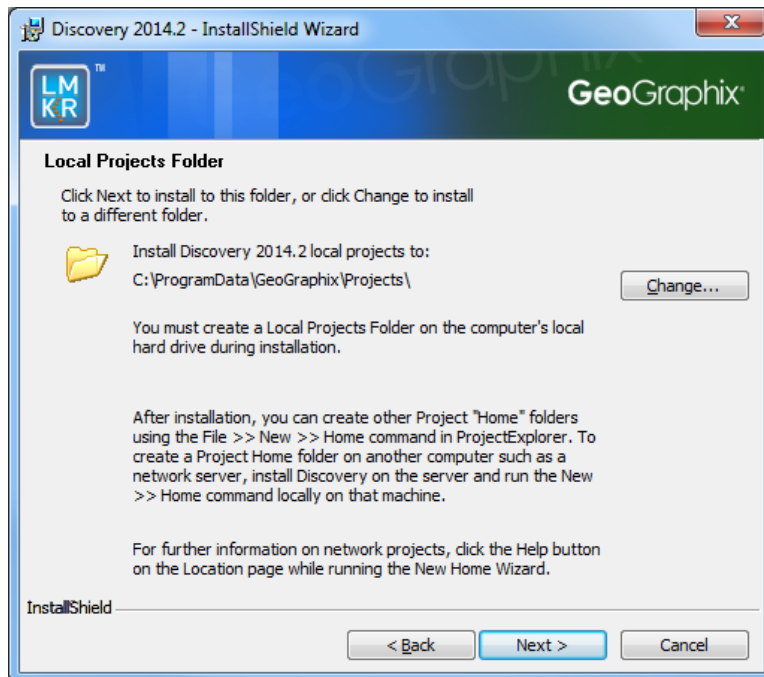 Discovery 2014.2 - InstallShield Wizard
LM
KR
TM
GeoGraphix
GeoGraphix
Local Projects Folder
Click Next to install to this folder, or click Change to install
to a different folder.
Install Discovery 2014.2 local projects to:
C:\ProgramData\GeoGraphix\Projects\
Change...
You must create a Local Projects Folder on the computer's local
hard drive during installation.
After installation, you can create other Project "Home" folders
using the File >> New >> Home command in ProjectExplorer. To
create a Project Home folder on another computer such as a
network server, install Discovery on the server and run the New
>> Home command locally on that machine.
For further information on network projects, click the Help button
on the Location page while running the New Home Wizard.
InstallShield
< Back
Next >
Cancel